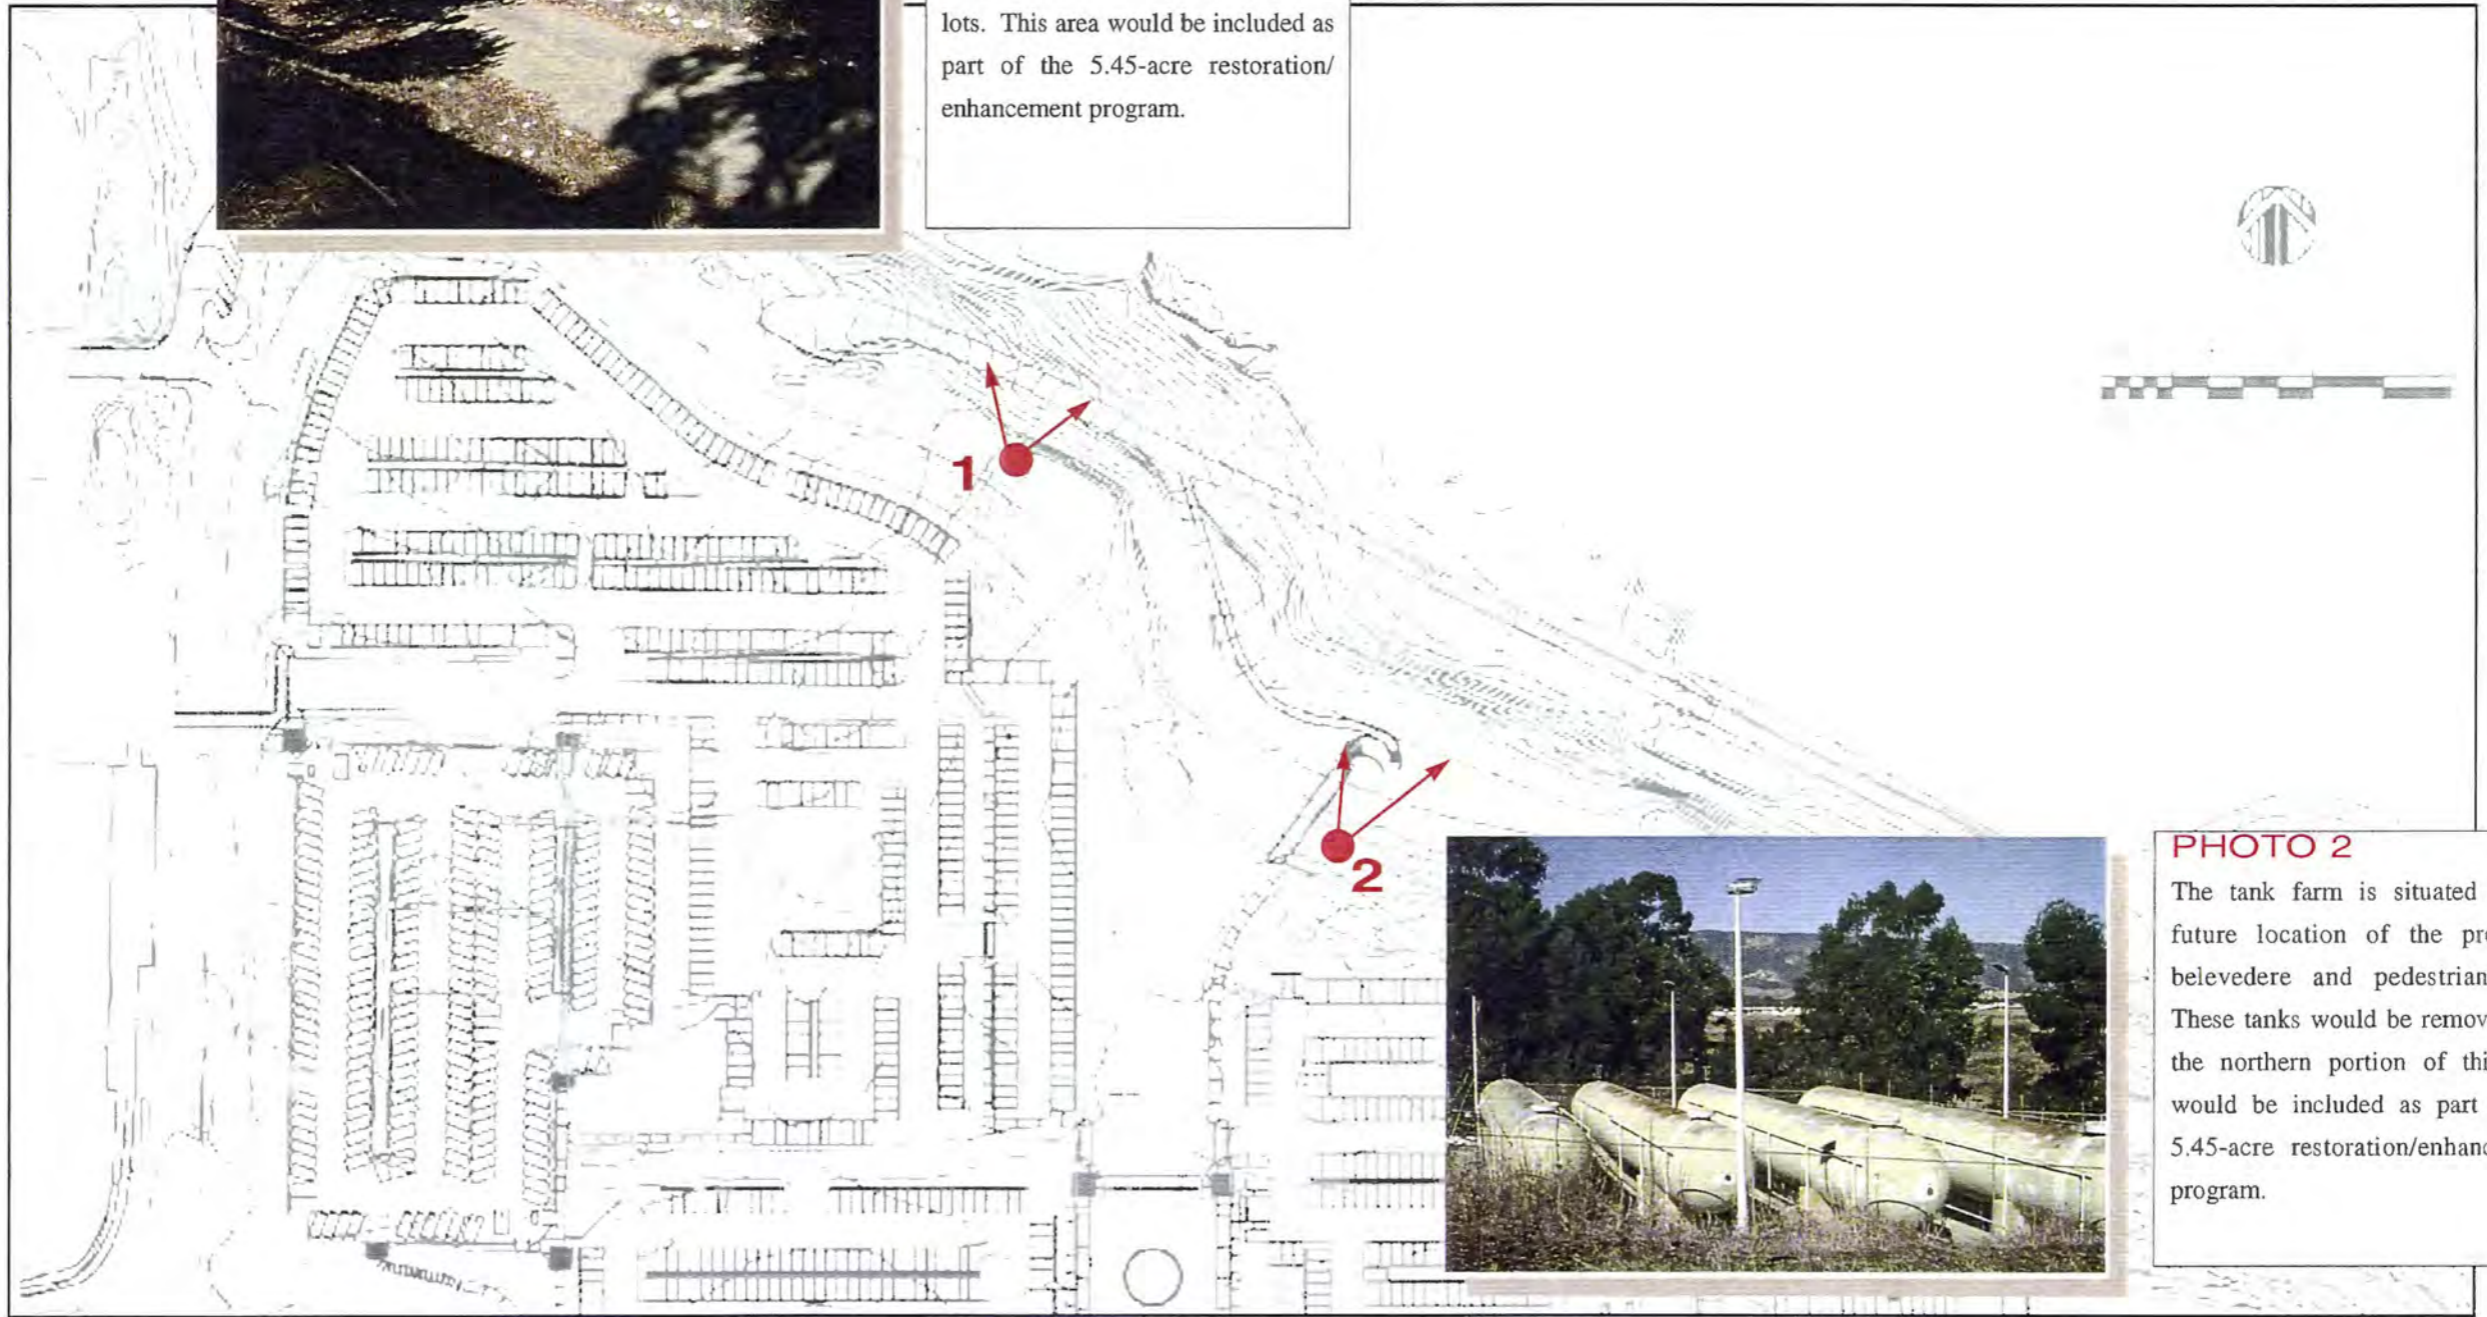 lots. This area would be included as
part of the 5.45-acre restoration/
enhancement program.
1
2
PHOTO 2
The tank farm is situated
future location of the
belevedere and pedestrian
These tanks would be
the northern portion of
would be included as part
5.45-acre
program.